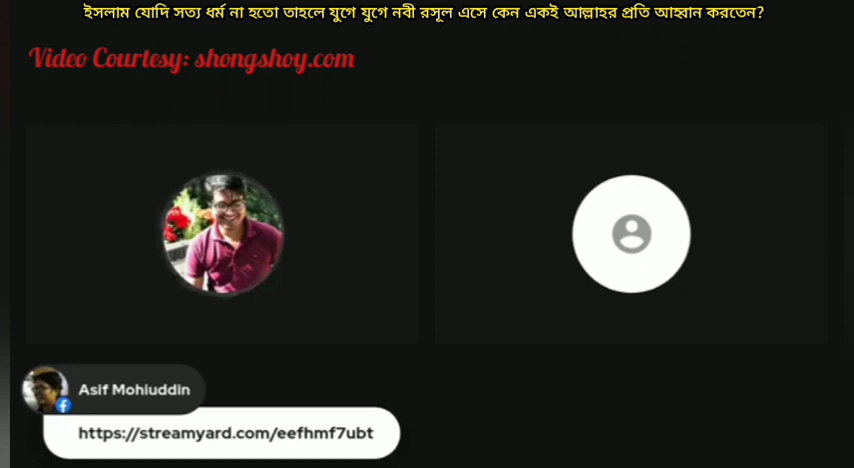 ইসলাম যোদি সত্য ধর্ম না হতো তাহলে যুগে যুগে নবী রসূল এসে কেন একই আল্লাহর প্রতি আহ্বান করতেন?
Video Courtesy: shongshoy.com
Asif Mohiuddin
https://streamyard.com/eefhmf7ubt